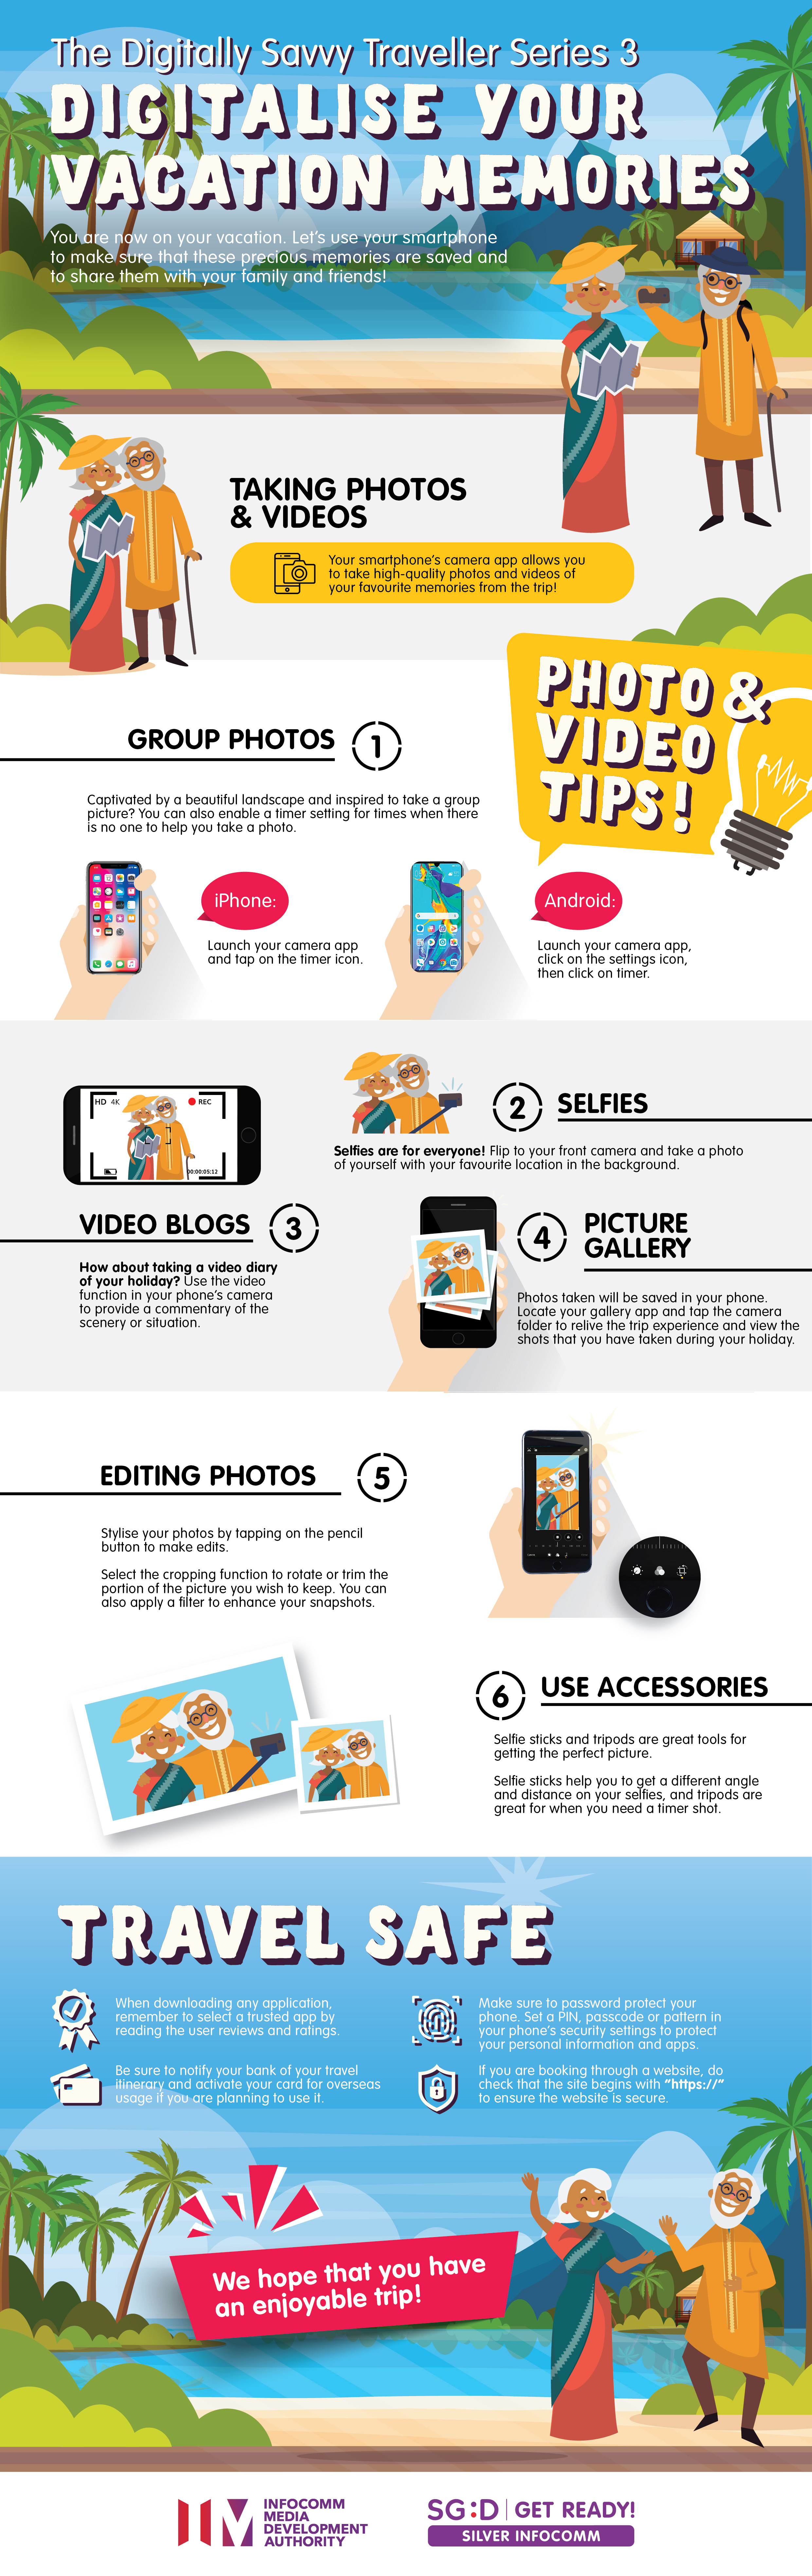 The Digitally Savvy Traveller Series 3
DIGITALISE YOUR
VACATION MEMORIES
You are now on your vacation. Let's use your smartphone
to make sure that these precious memories are saved and
to share them with your family and friends!
TAKING PHOTOS
& VIDEOS
Your smartphone's camera app allows you
to take high-quality photos and videos of
your favourite memories from the trip!
PHOTO &
VIDEO
TIPS!
GROUP PHOTOS 1
Captivated by a beautiful landscape and inspired to take a group
picture? You can also enable a timer setting for times when there
is no one to help you take a photo.
iPhone:
Launch your camera app
and tap on the timer icon.
Android:
Launch your camera app,
click on the settings icon,
then click on timer.
HD 4K REC
00:00:05:12
2 SELFIES
Selfies are for everyone! Flip to your front camera and take a photo
of yourself with your favourite location in the background.
VIDEO BLOGS 3
How about taking a video diary
of your holiday? Use the video
function in your phone's camera
to provide a commentary of the
scenery or situation.
4 PICTURE
GALLERY
Photos taken will be saved in your phone.
Locate your gallery app and tap the camera
folder to relive the trip experience and view the
shots that you have taken during your holiday.
EDITING PHOTOS 5
Stylise your photos by tapping on the pencil
button to make edits.
Select the cropping function to rotate or trim the
portion of the picture you wish to keep. You can
also apply a filter to enhance your snapshots.
6 USE ACCESSORIES
Selfie sticks and tripods are great tools for
getting the perfect picture.
Selfie sticks help you to get a different angle
and distance on your selfies, and tripods are
great for when you need a timer shot.
TRAVEL SAFE
When downloading any application,
remember to select a trusted app by
reading the user reviews and ratings.
Make sure to password protect your
phone. Set a PIN, passcode or pattern in
your phone's security settings to protect
your personal information and apps.
Be sure to notify your bank of your travel
itinerary and activate your card for overseas
usage if you are planning to use it.
If you are booking through a website, do
check that the site begins with "https://"
to ensure the website is secure.
We hope that you have
an enjoyable trip!
INFOCOMM
MEDIA
DEVELOPMENT
AUTHORITY
SG:D | GET READY!
SILVER INFOCOMM